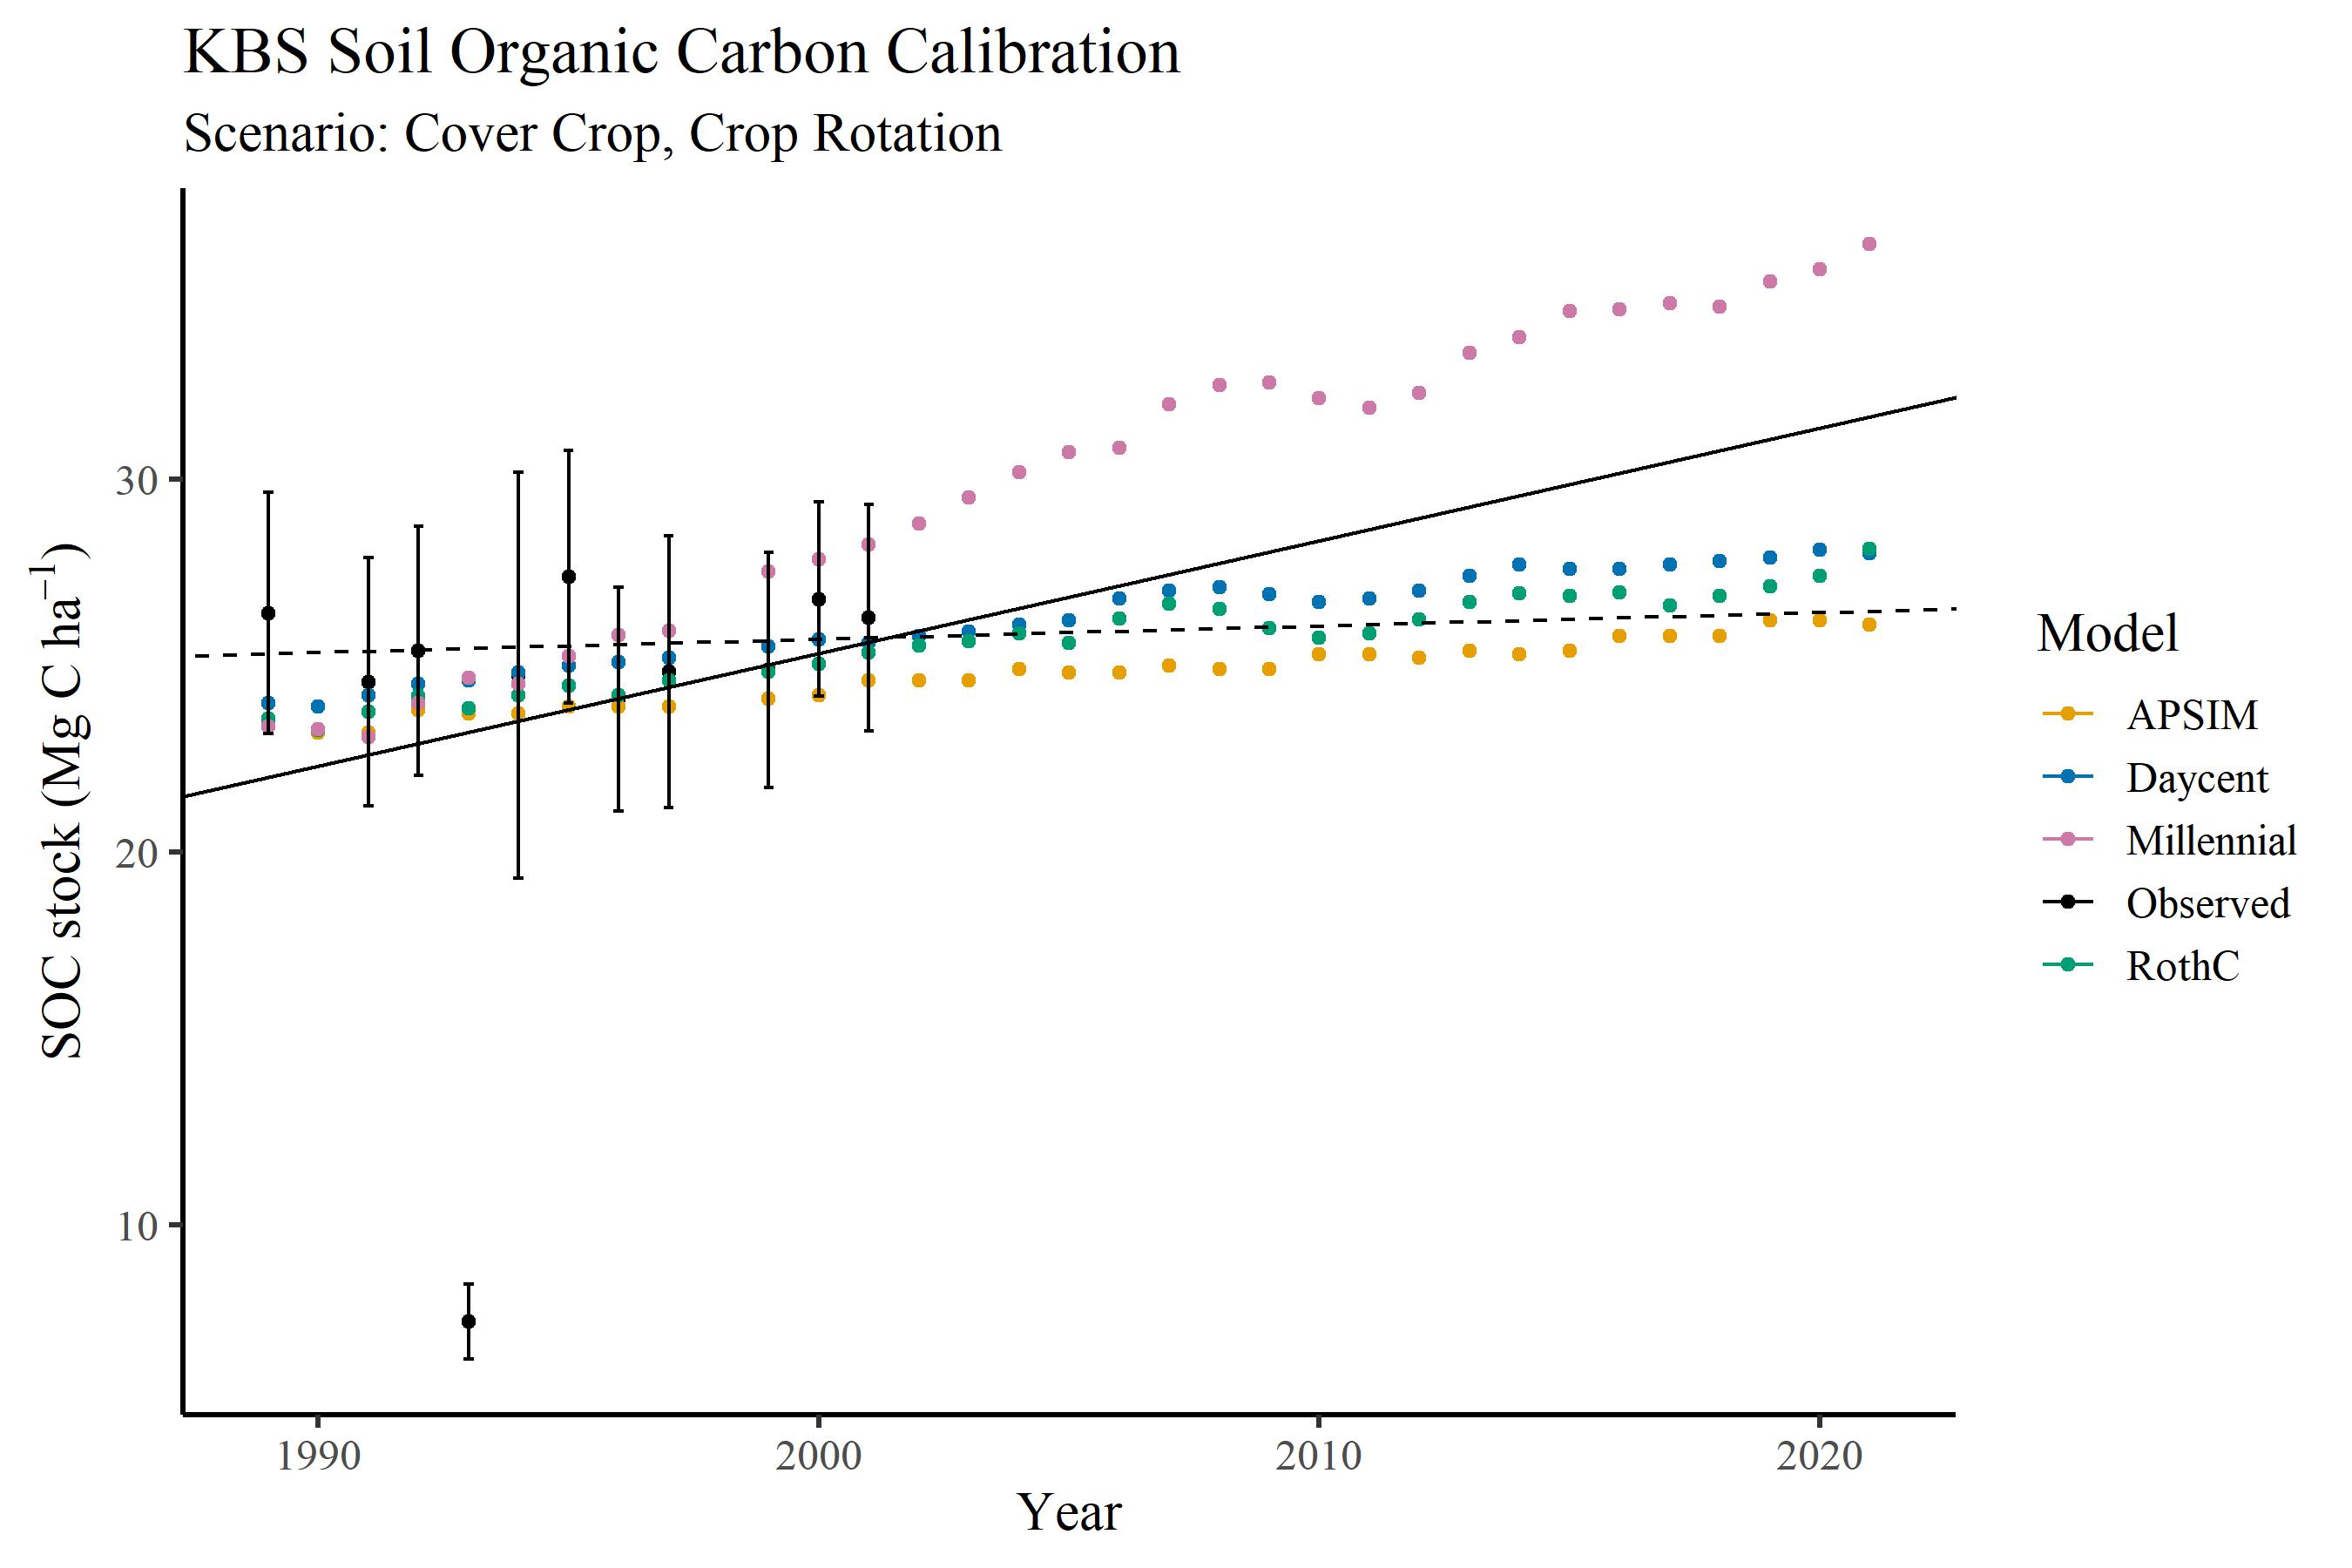 KBS Soil Organic Carbon Calibration
Scenario: Cover Crop, Crop Rotation
SOC stock (Mg C ha⁻¹)
30
20
10
1990
2000
2010
2020
Year
Model
APSIM
Daycent
Millennial
Observed
RothC